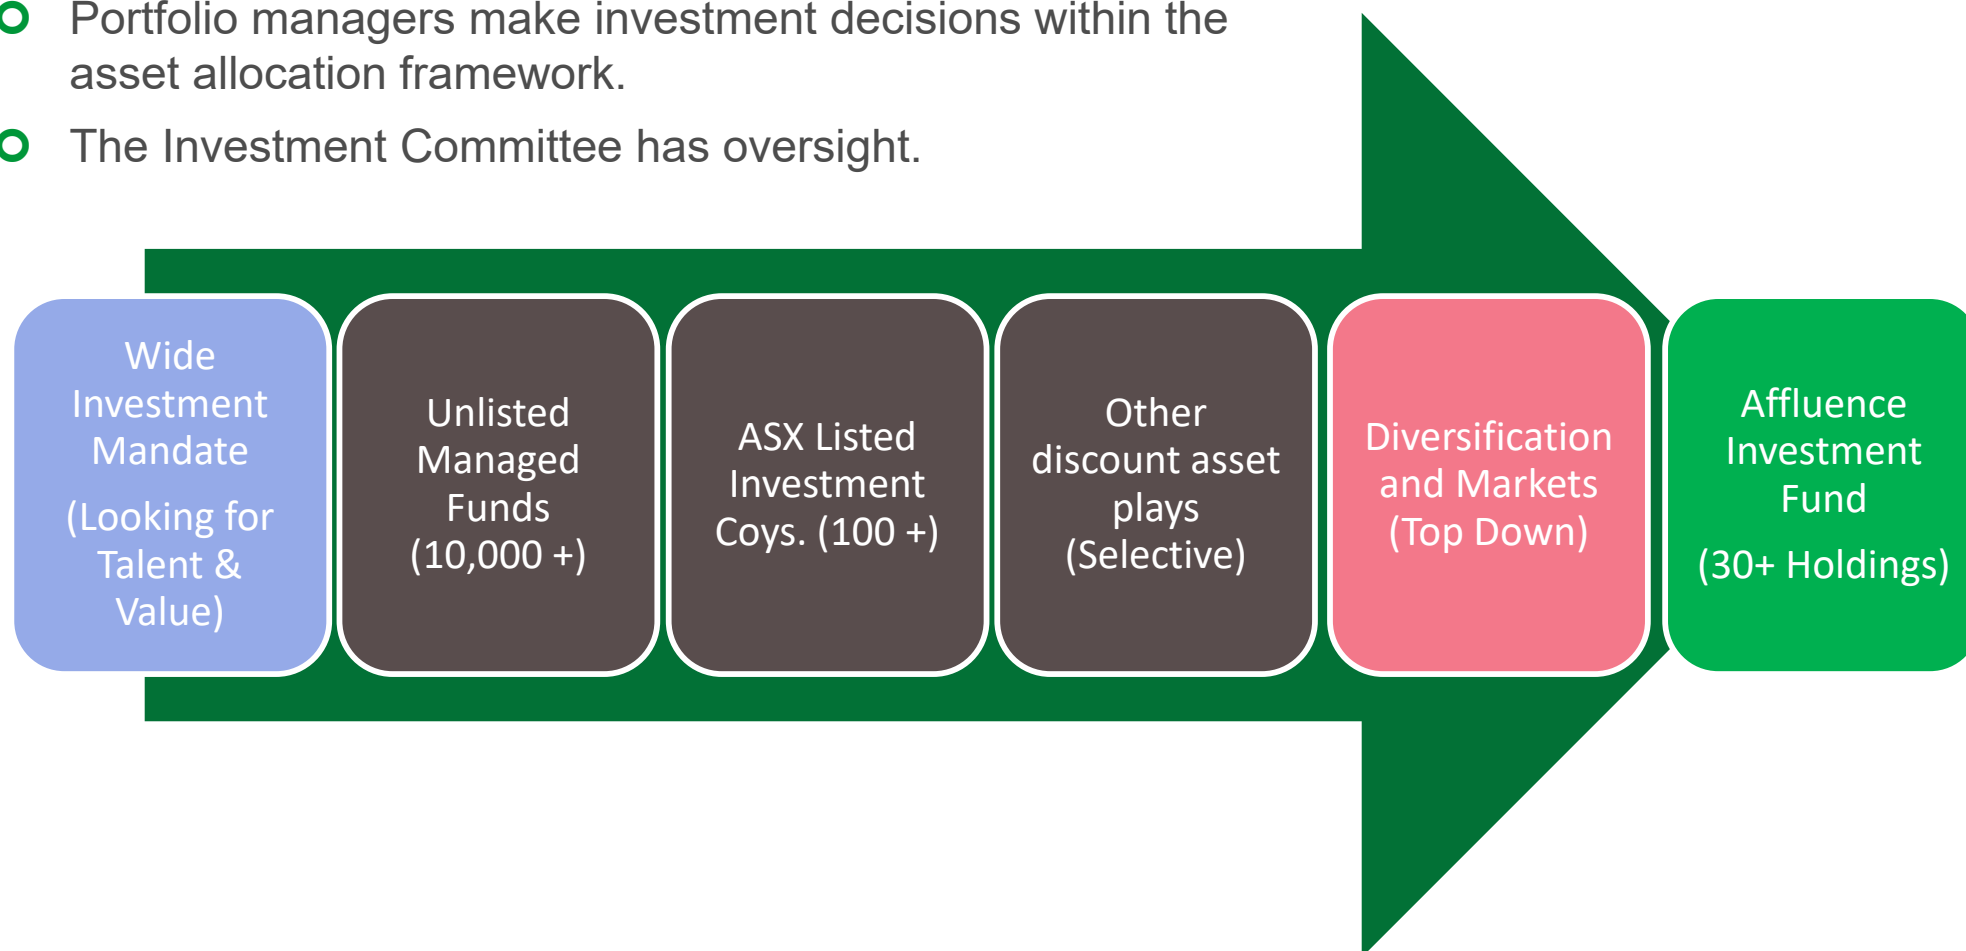 Portfolio managers make investment decisions within the
asset allocation framework.
The Investment Committee has oversight.
Wide
Investment
Mandate
(Looking for
Talent &
Value)
Unlisted
Managed
Funds
(10,000 +)
ASX Listed
Investment
Coys. (100 +)
Other
discount asset
plays
(Selective)
Diversification
and Markets
(Top Down)
Affluence
Investment
Fund
(30+ Holdings)